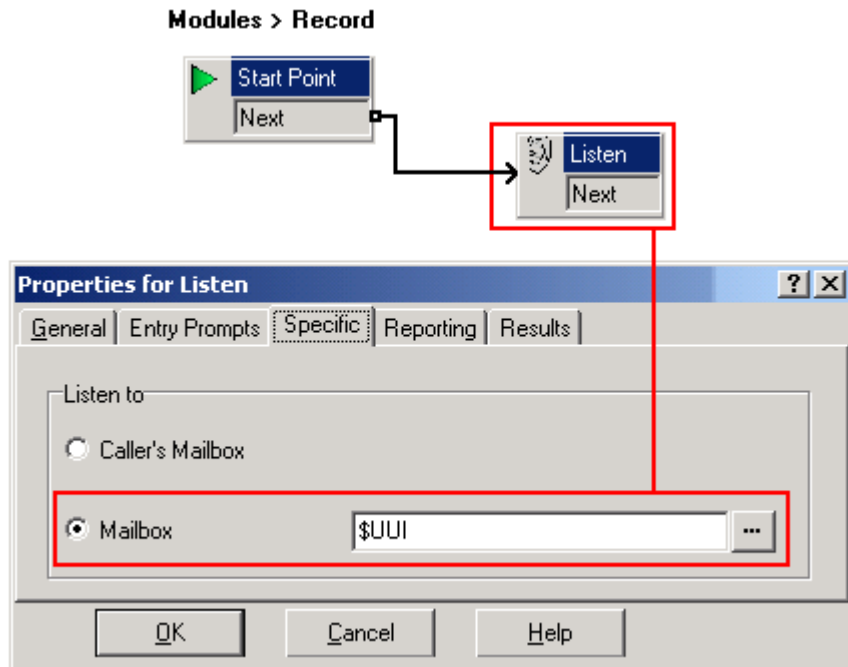 Modules > Record
Start Point
Next
Listen
Next
Properties for Listen
General Entry Prompts Specific Reporting Results
Listen to
Caller's Mailbox
Mailbox $UUI ...
OK Cancel Help